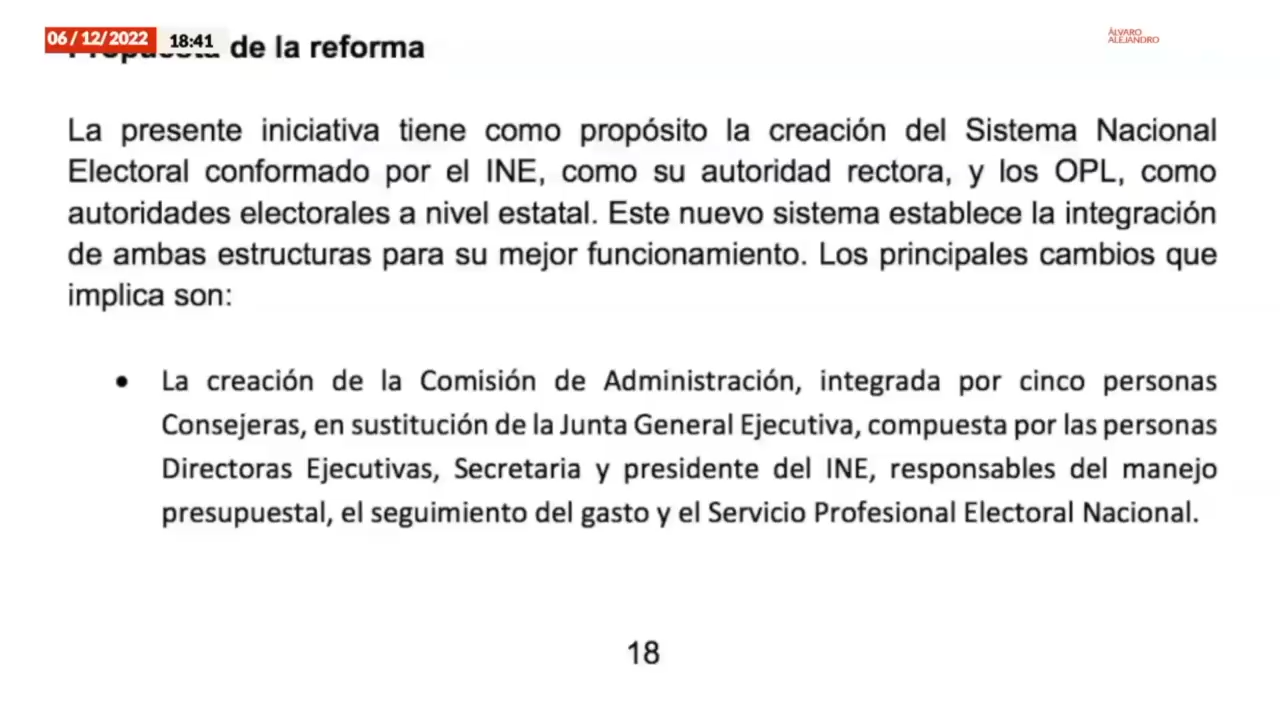 06/12/2022 18:41
ÁLVARO
ALEJANDRO
de la reforma
La presente iniciativa tiene como propósito la creación del Sistema Nacional
Electoral conformado por el INE, como su autoridad rectora, y los OPL, como
autoridades electorales a nivel estatal. Este nuevo sistema establece la integración
de ambas estructuras para su mejor funcionamiento. Los principales cambios que
implica son:
• La creación de la Comisión de Administración, integrada por cinco personas
Consejeras, en sustitución de la Junta General Ejecutiva, compuesta por las personas
Directoras Ejecutivas, Secretaria y presidente del INE, responsables del manejo
presupuestal, el seguimiento del gasto y el Servicio Profesional Electoral Nacional.
18